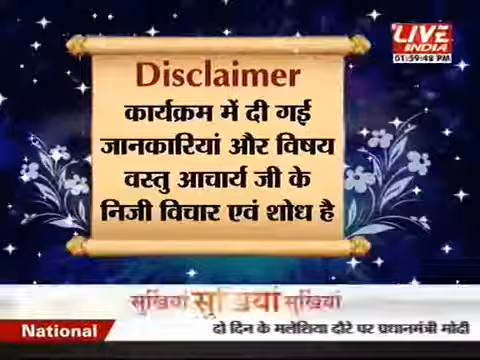 LIVE
INDIA
01:59:48 PM
Disclaimer
कार्यक्रम में दी गई
जानकारियां और विषय
वस्तु आचार्य जी के
निजी विचार एवं शोध है
सुर्खियां सुर्खियां सुर्खियां
National
दो दिन के मलेशिया दौरे पर प्रधानमंत्री मोदी